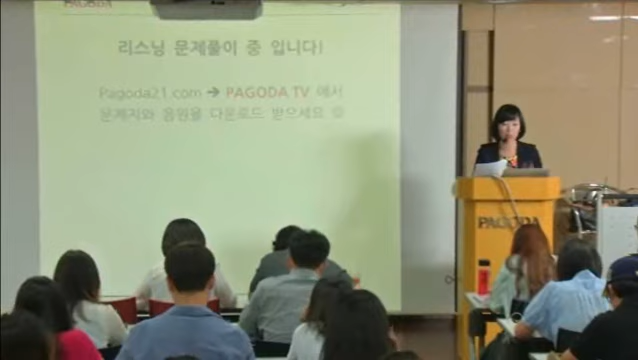 PAGODA
리스닝 문제풀이 중 입니다!
Pagoda21.com ➔ PAGODA TV 에서
문제지와 음원을 다운로드 받으세요 ☺
PAGODA